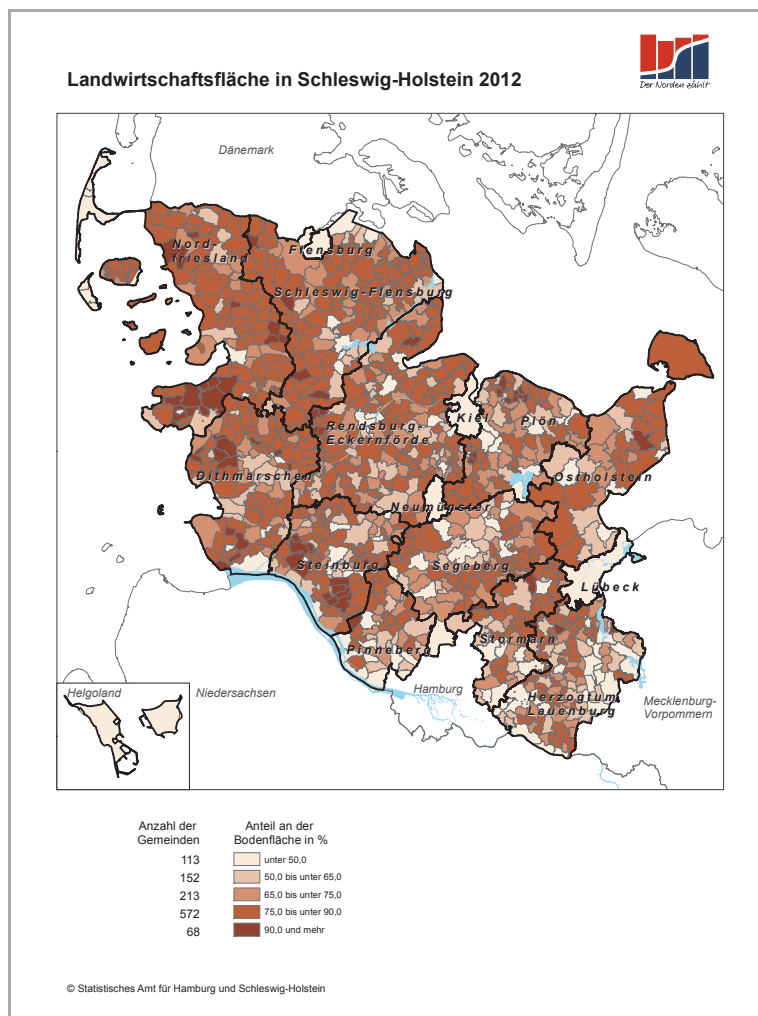 Landwirtschaftsfläche in Schleswig-Holstein 2012
Der Norden zählt
Dänemark
Nord-
friesland
Flensburg
Schleswig-Flensburg
Rendsburg-
Eckernförde
Kiel
Plön
Ostholstein
Dithmarschen
Neumünster
Steinburg
Segeberg
Lübeck
Pinneberg
Stormarn
Helgoland
Niedersachsen
Hamburg
Herzogtum
Lauenburg
Mecklenburg-
Vorpommern
Anzahl der
Gemeinden
Anteil an der
Bodenfläche in %
113 unter 50,0
152 50,0 bis unter 65,0
213 65,0 bis unter 75,0
572 75,0 bis unter 90,0
68 90,0 und mehr
© Statistisches Amt für Hamburg und Schleswig-Holstein